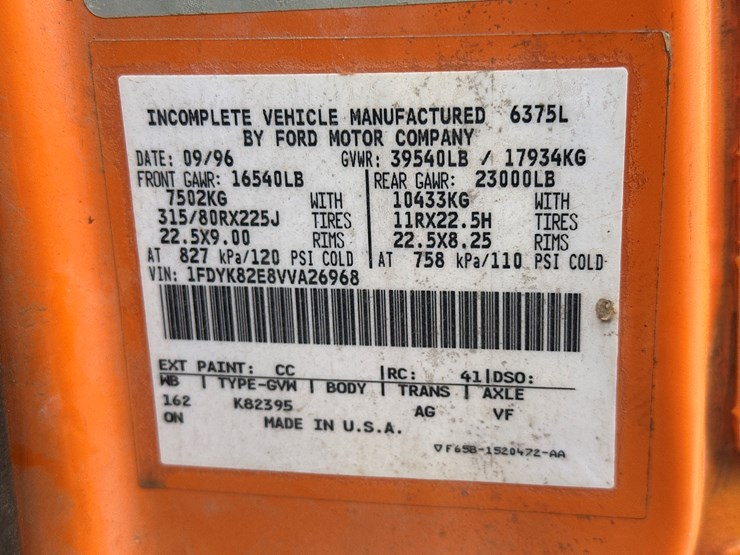 INCOMPLETE VEHICLE MANUFACTURED 6375L
BY FORD MOTOR COMPANY
DATE: 09/96 GVWR: 39540LB / 17934KG
FRONT GAWR: 16540LB REAR GAWR: 23000LB
7502KG WITH 10433KG WITH
315/80RX225J TIRES 11RX22.5H TIRES
22.5X9.00 RIMS 22.5X8.25 RIMS
AT 827 kPa/120 PSI COLD AT 758 kPa/110 PSI COLD
VIN: 1FDYK82E8VVA26968
EXT PAINT: CC RC: 41 DSO:
WB TYPE-GVW BODY TRANS AXLE
162 K82395 AG VF
ON MADE IN U.S.A.
▽ F65B-1520472-AA